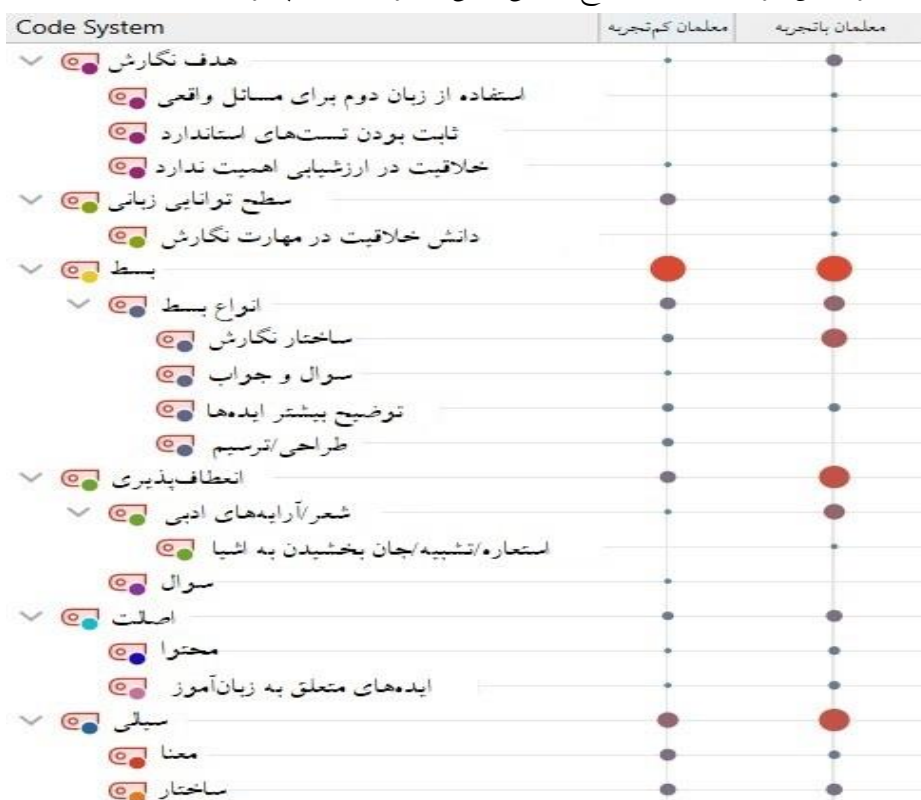 Code System معلمان کم‌تجربه معلمان باتجربه
هدف نگارش
استفاده از زبان دوم برای مسائل واقعی
ثابت بودن تست‌های استاندارد
خلاقیت در ارزشیابی اهمیت ندارد
سطح توانایی زبانی
دانش خلاقیت در مهارت نگارش
بسط
انواع بسط
ساختار نگارش
سوال و جواب
توضیح بیشتر ایده‌ها
طراحی/ترسیم
انعطاف‌پذیری
شعر/آرایه‌های ادبی
استعاره/تشبیه/جان بخشیدن به اشیا
سوال
اصالت
محتوا
ایده‌های متعلق به زبان‌آموز
سیالی
معنا
ساختار